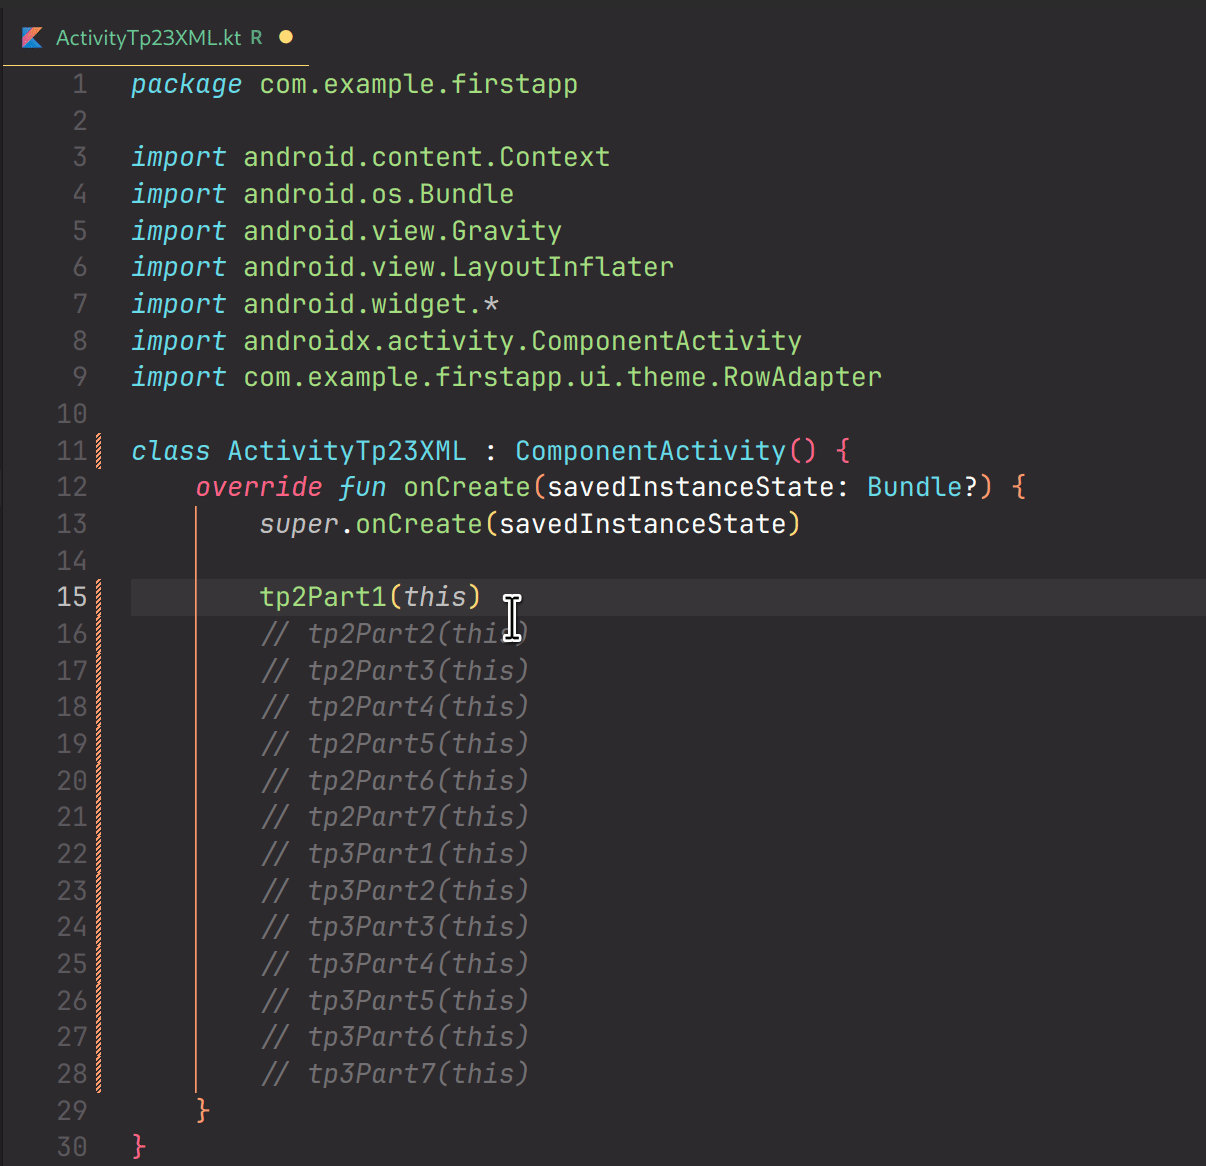 ActivityTp23XML.kt R
1 package com.example.firstapp
2
3 import android.content.Context
4 import android.os.Bundle
5 import android.view.Gravity
6 import android.view.LayoutInflater
7 import android.widget.*
8 import androidx.activity.ComponentActivity
9 import com.example.firstapp.ui.theme.RowAdapter
10
11 class ActivityTp23XML : ComponentActivity() {
12     override fun onCreate(savedInstanceState: Bundle?) {
13         super.onCreate(savedInstanceState)
14
15         tp2Part1(this)
16         // tp2Part2(this)
17         // tp2Part3(this)
18         // tp2Part4(this)
19         // tp2Part5(this)
20         // tp2Part6(this)
21         // tp2Part7(this)
22         // tp3Part1(this)
23         // tp3Part2(this)
24         // tp3Part3(this)
25         // tp3Part4(this)
26         // tp3Part5(this)
27         // tp3Part6(this)
28         // tp3Part7(this)
29     }
30 }